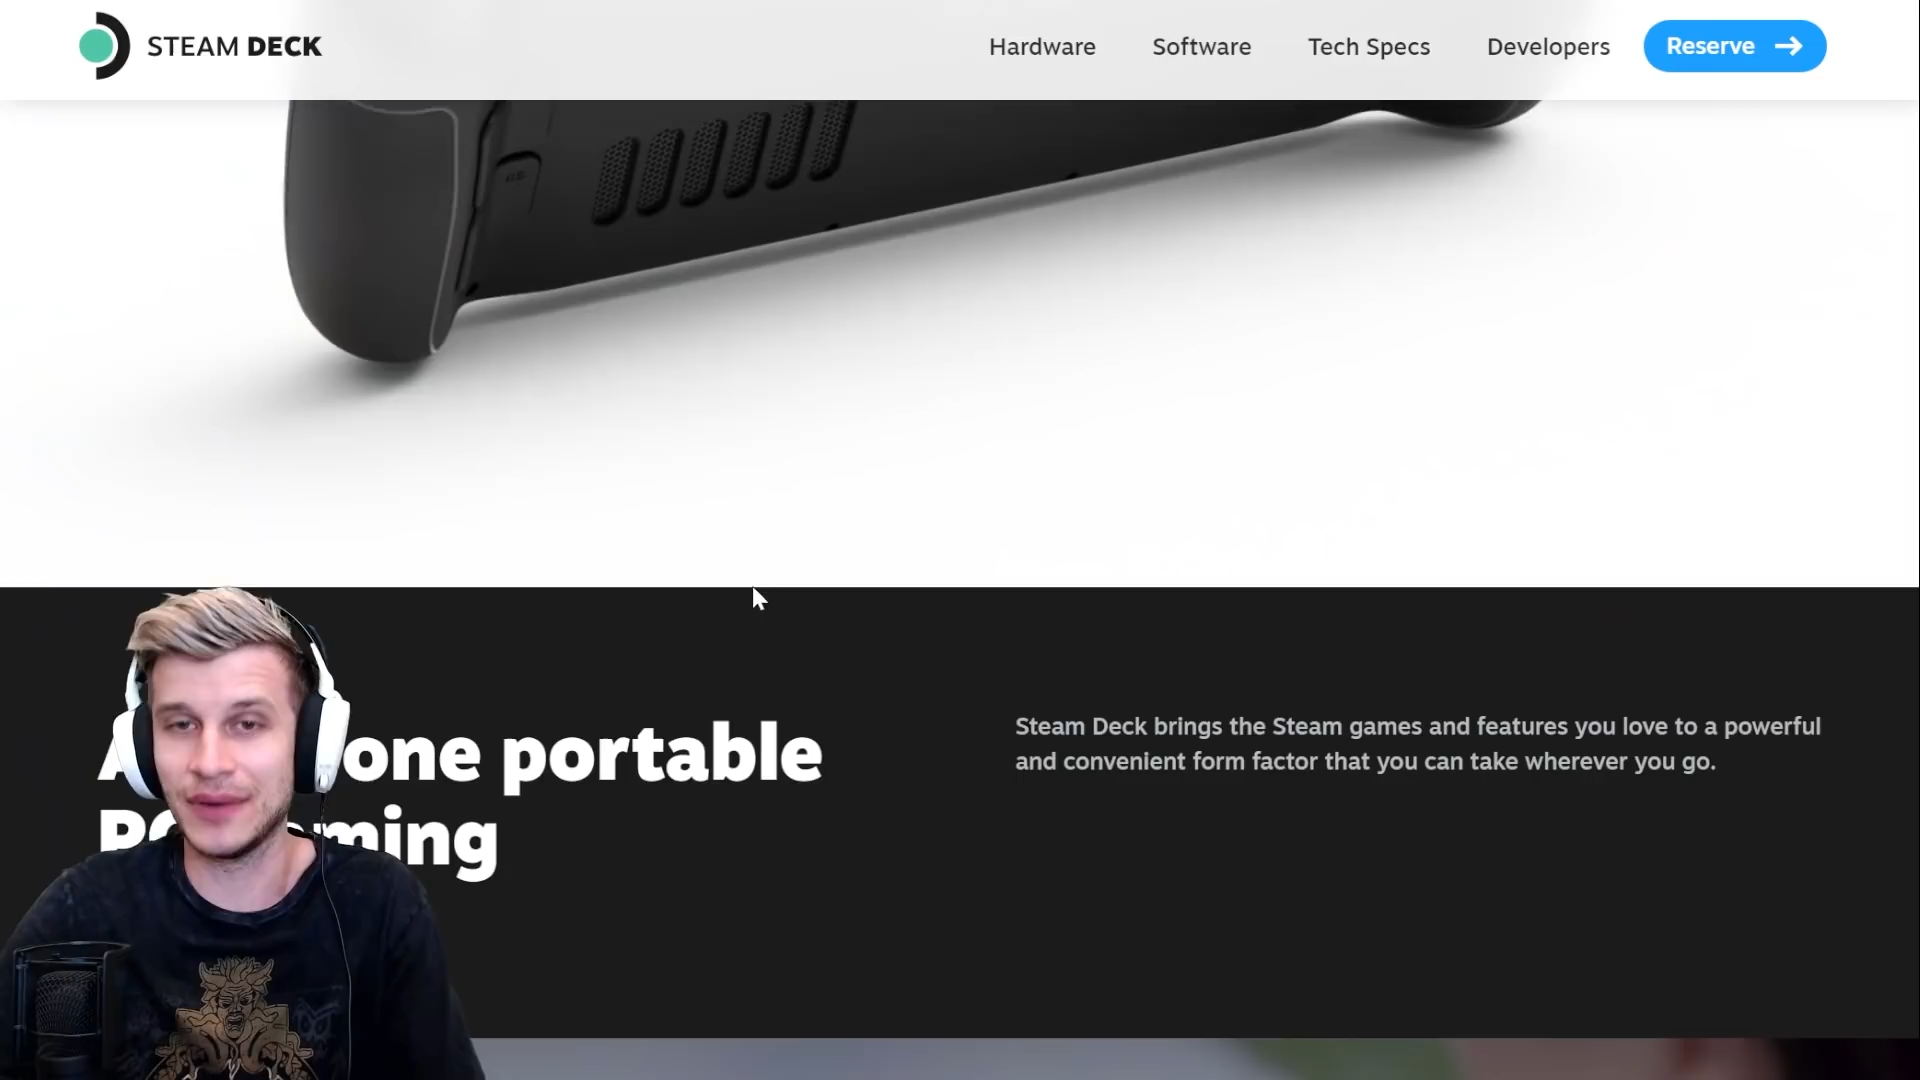 STEAM DECK
Hardware
Software
Tech Specs
Developers
Reserve
one portable
Steam Deck brings the Steam games and features you love to a powerful
and convenient form factor that you can take wherever you go.